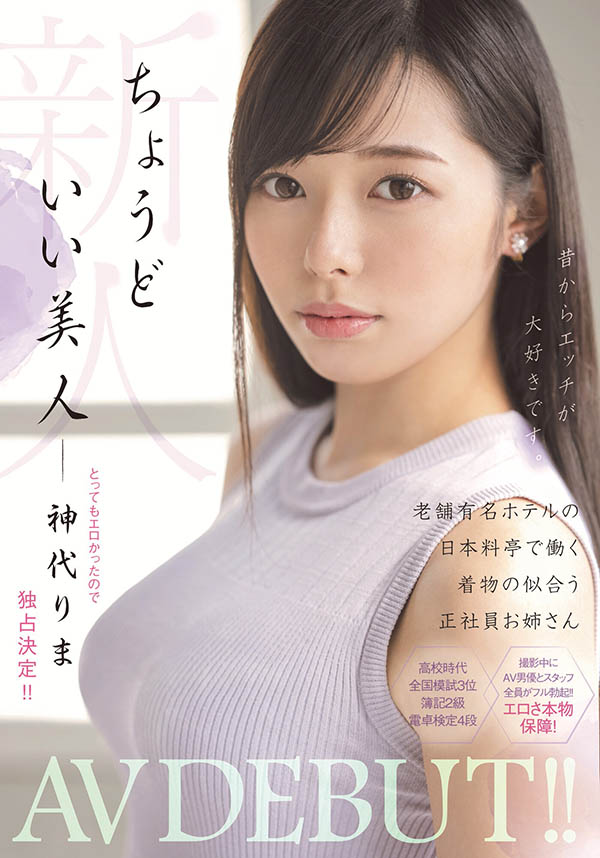 新人
ちょうど
いい美人
神代りま
とってもエロかったので
独占決定!!
昔からエッチが
大好きです。
老舗有名ホテルの
日本料亭で働く
着物の似合う
正社員お姉さん
高校時代
全国模試3位
簿記2級
電卓検定4段
撮影中に
AV男優とスタッフ
全員がフル勃起!!
エロさ本物
保障!
AV DEBUT!!